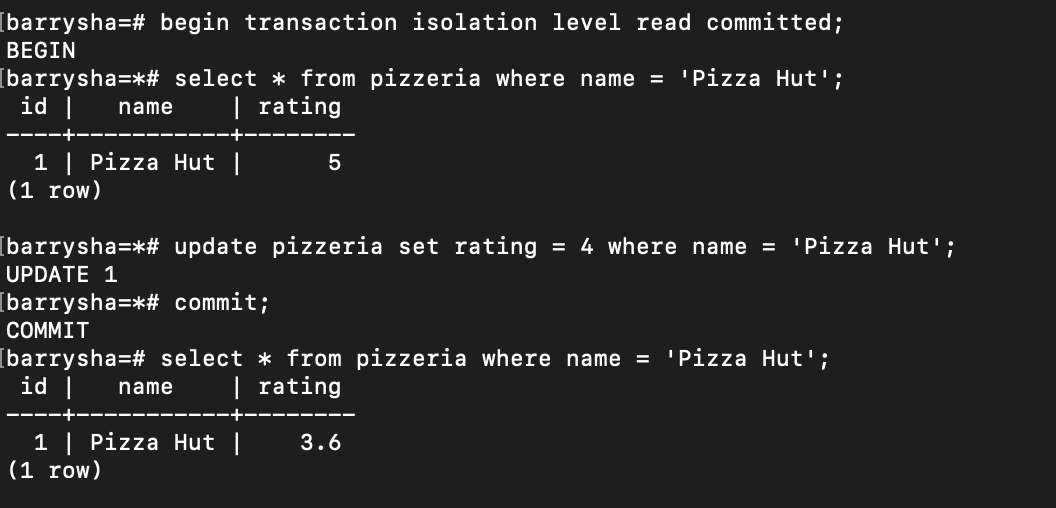 [barrysha=# begin transaction isolation level read committed;
BEGIN
[barrysha=*# select * from pizzeria where name = 'Pizza Hut';
 id |   name    | rating
----+-----------+--------
  1 | Pizza Hut |      5
(1 row)

[barrysha=*# update pizzeria set rating = 4 where name = 'Pizza Hut';
UPDATE 1
[barrysha=*# commit;
COMMIT
[barrysha=# select * from pizzeria where name = 'Pizza Hut';
 id |   name    | rating
----+-----------+--------
  1 | Pizza Hut |    3.6
(1 row)